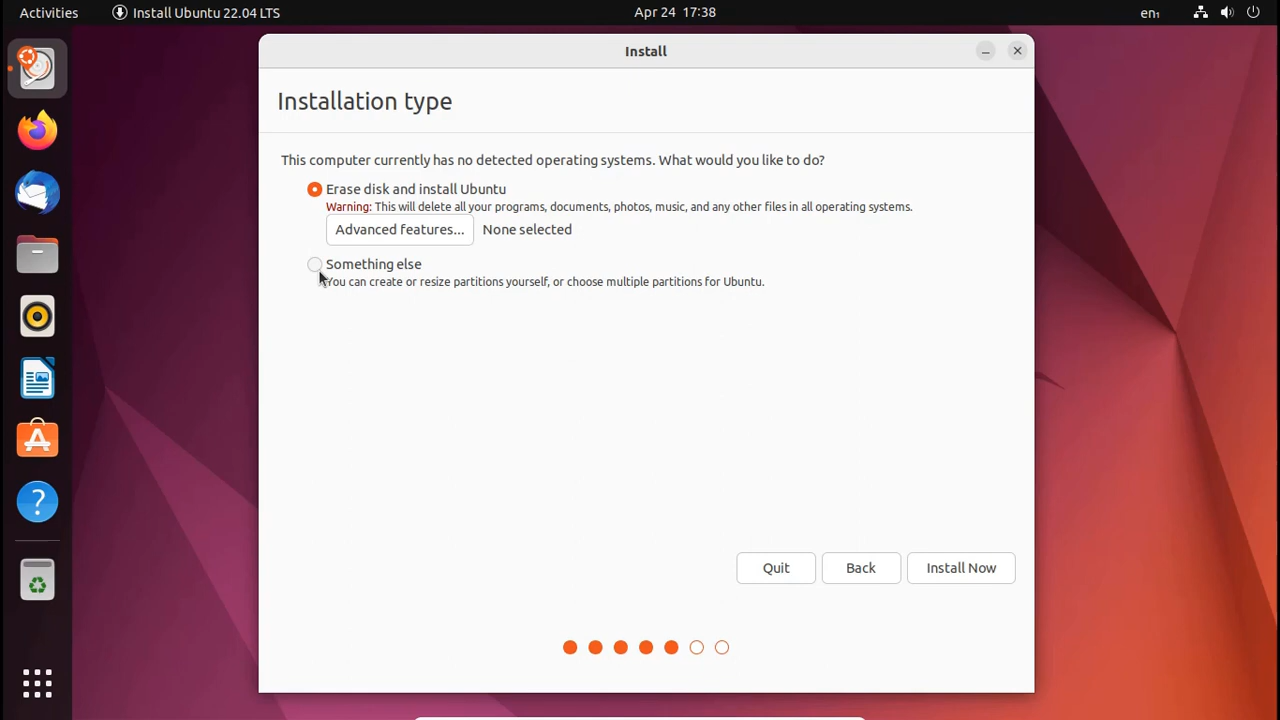 Activities Install Ubuntu 22.04 LTS Apr 24 17:38 en₁
Install
Installation type
This computer currently has no detected operating systems. What would you like to do?
Erase disk and install Ubuntu
Warning: This will delete all your programs, documents, photos, music, and any other files in all operating systems.
Advanced features... None selected
Something else
You can create or resize partitions yourself, or choose multiple partitions for Ubuntu.
Quit Back Install Now